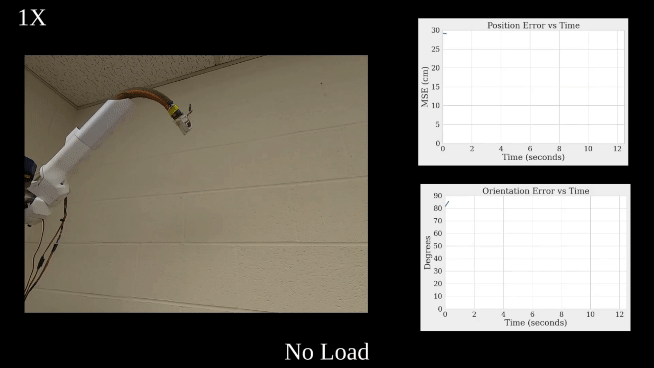 1X
Position Error vs Time
30
25
20
15
10
5
0
0 2 4 6 8 10 12
MSE (cm)
Time (seconds)
Orientation Error vs Time
90
80
70
60
50
40
30
20
10
0
0 2 4 6 8 10 12
Degrees
Time (seconds)
No Load